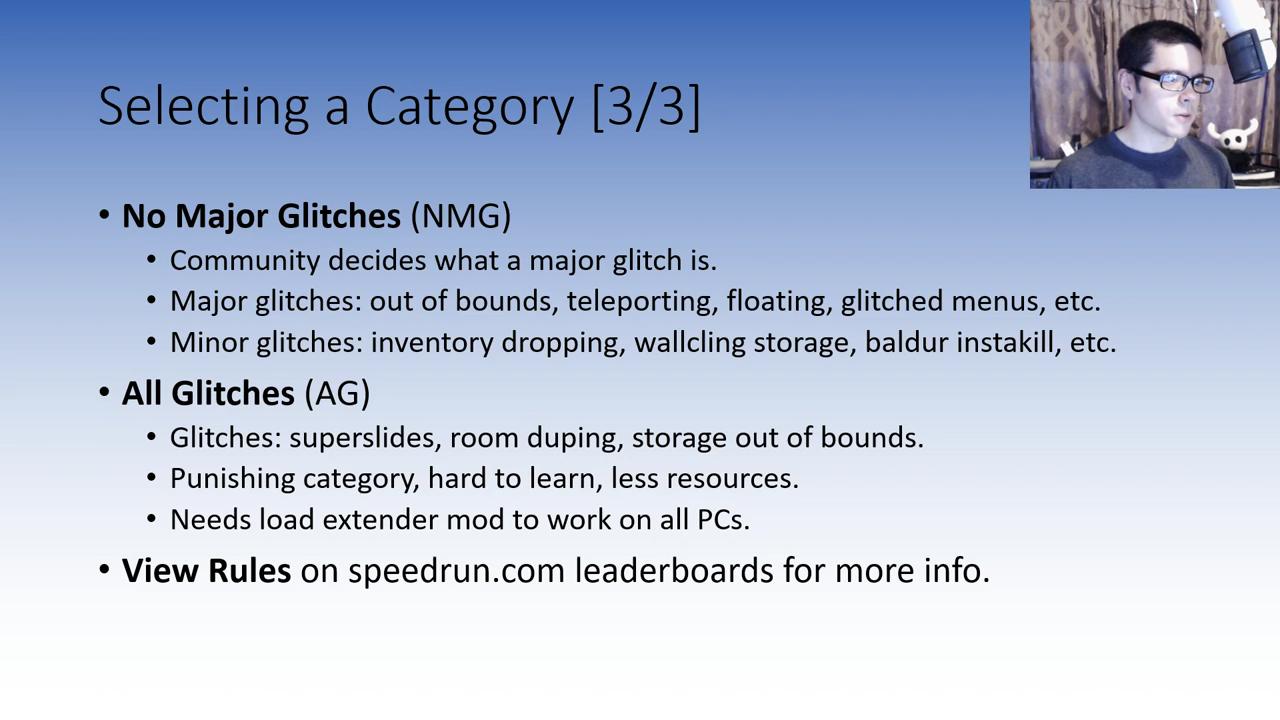 Selecting a Category [3/3]
• No Major Glitches (NMG)
• Community decides what a major glitch is.
• Major glitches: out of bounds, teleporting, floating, glitched menus, etc.
• Minor glitches: inventory dropping, wallcling storage, baldur instakill, etc.
• All Glitches (AG)
• Glitches: superslides, room duping, storage out of bounds.
• Punishing category, hard to learn, less resources.
• Needs load extender mod to work on all PCs.
• View Rules on speedrun.com leaderboards for more info.